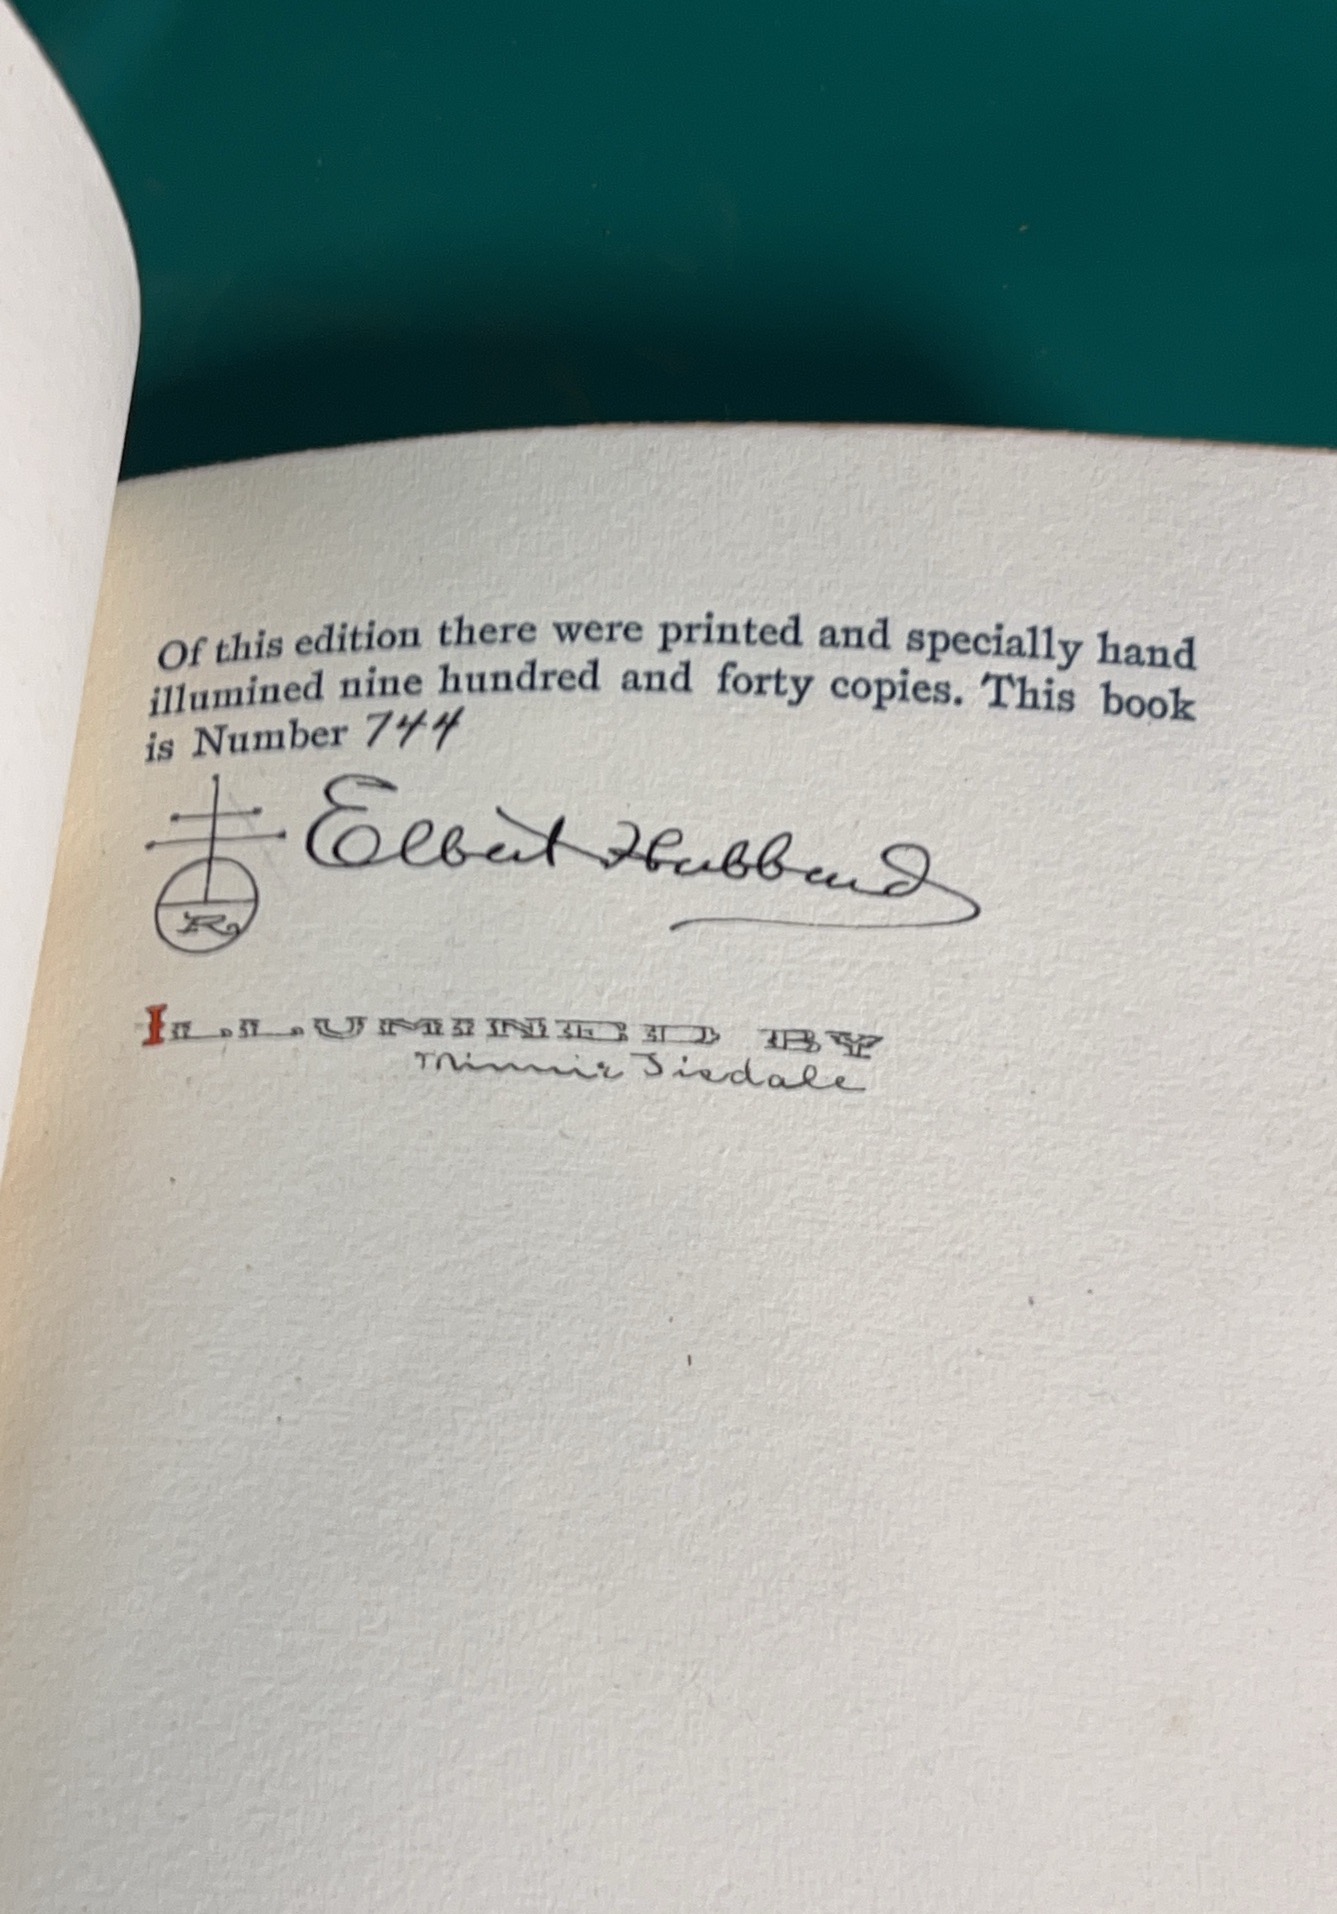 Of this edition there were printed and specially hand
illumined nine hundred and forty copies. This book
is Number 744
R
Elbert Hubbard
ILLUMINED BY
Minnie Tisdale